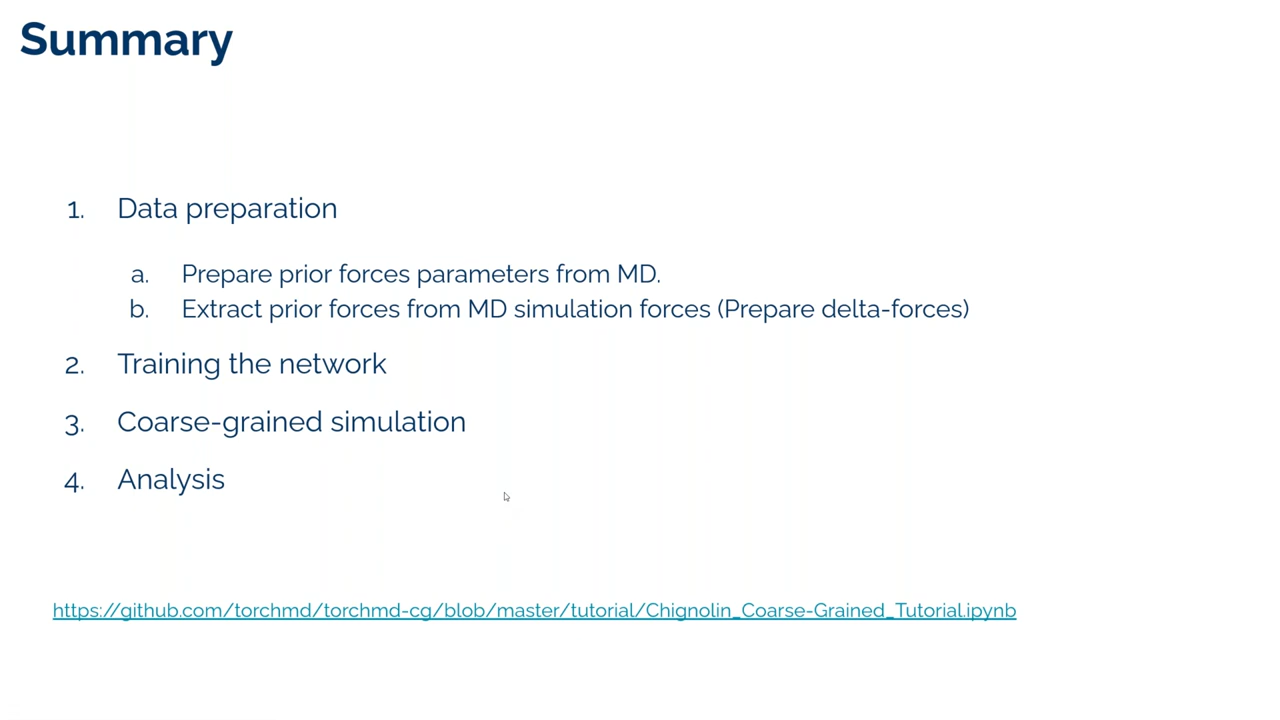 Summary
1. Data preparation
a. Prepare prior forces parameters from MD.
b. Extract prior forces from MD simulation forces (Prepare delta-forces)
2. Training the network
3. Coarse-grained simulation
4. Analysis
https://github.com/torchmd/torchmd-cg/blob/master/tutorial/Chignolin_Coarse-Grained_Tutorial.ipynb